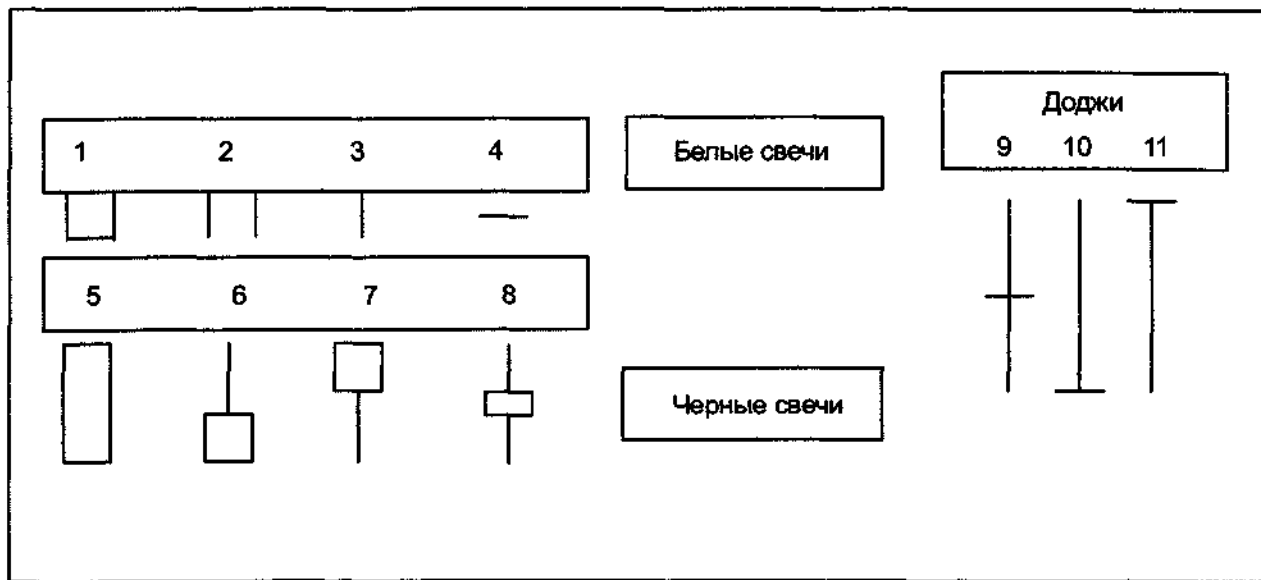 Доджи
1 2 3 4
Белые свечи
9 10 11
5 6 7 8
Черные свечи